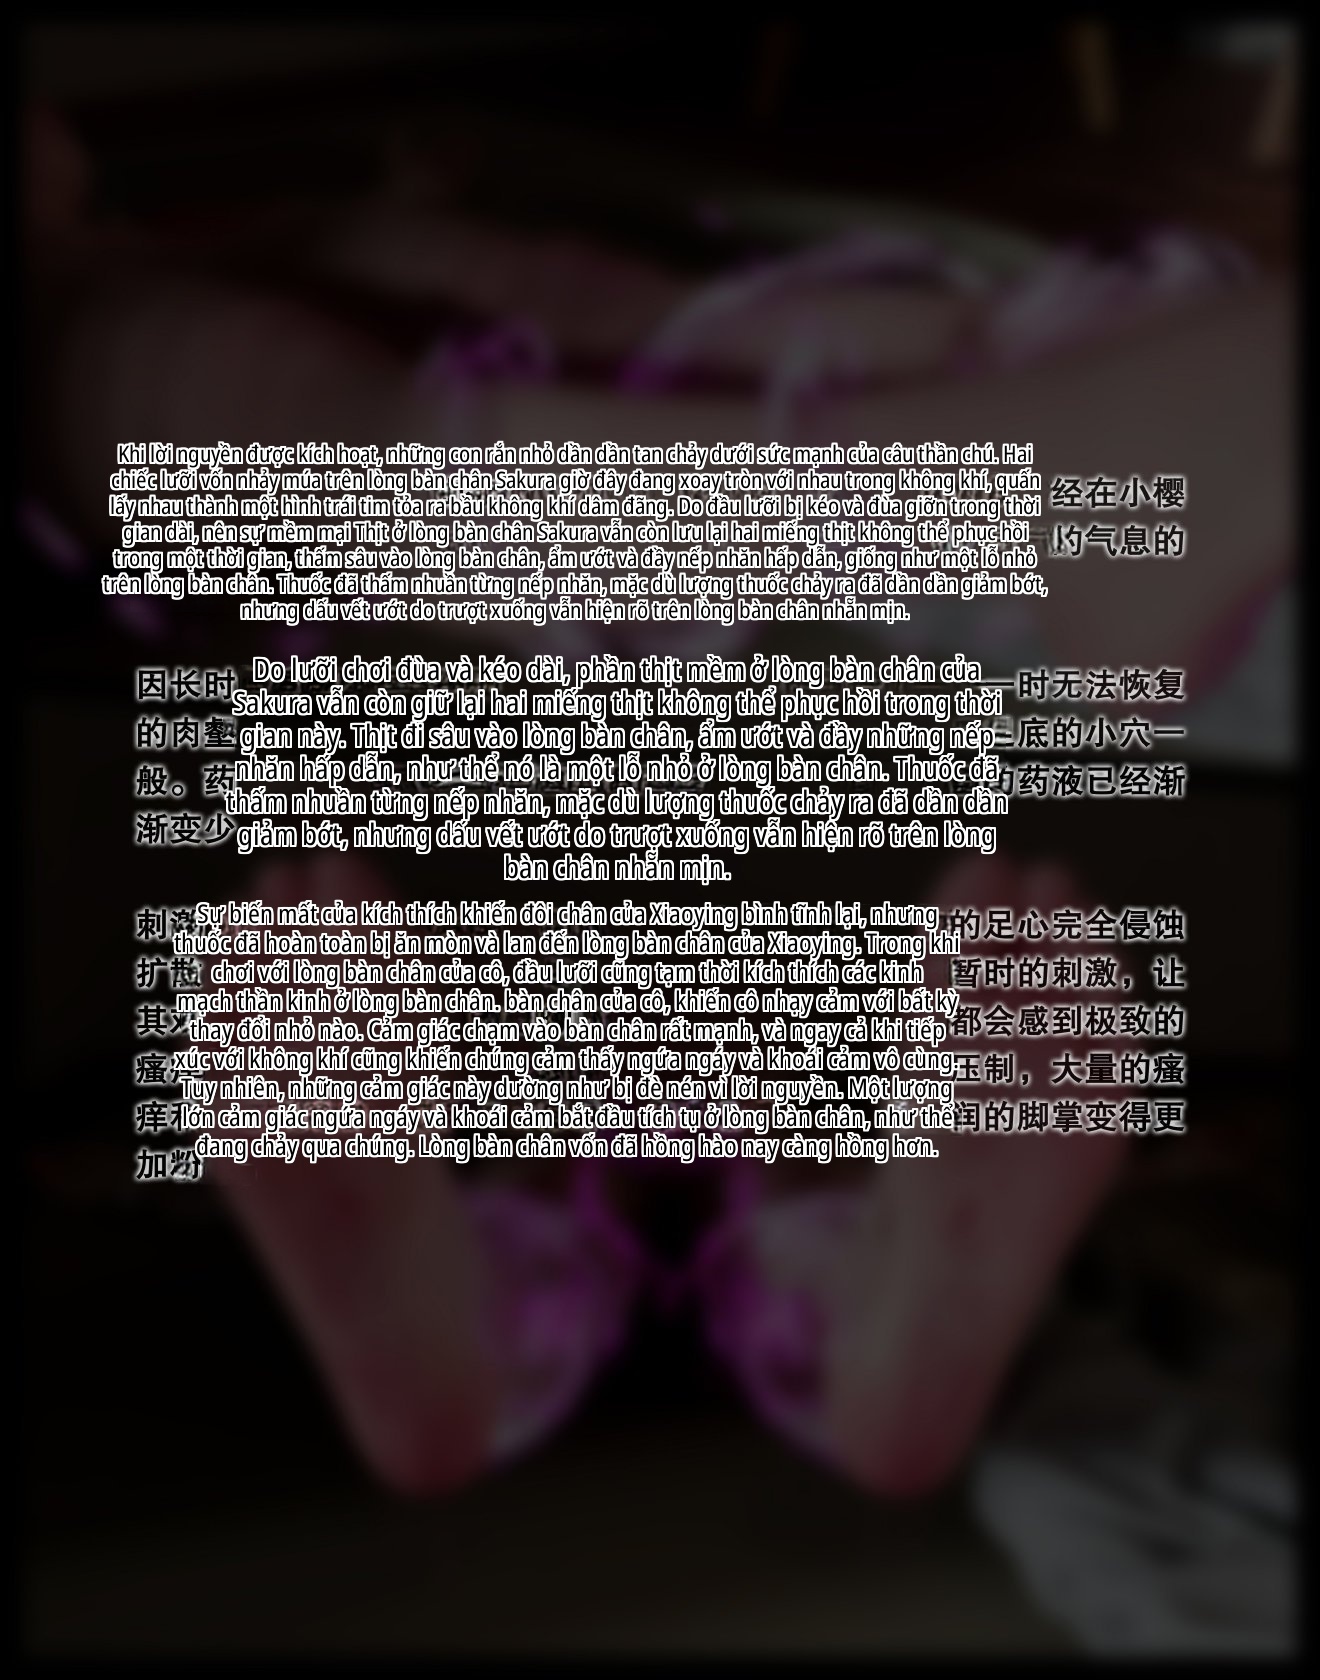 Khi lời nguyền được kích hoạt, những con rắn nhỏ dần dần tan chảy dưới sức mạnh của câu thần chú. Hai
chiếc lưỡi vốn nhảy múa trên lòng bàn chân Sakura giờ đây đang xoay tròn với nhau trong không khí, quấn
lấy nhau thành một hình trái tim tỏa ra bầu không khí dâm đãng. Do đầu lưỡi bị kéo và đùa giỡn trong thời
gian dài, nên sự mềm mại Thịt ở lòng bàn chân Sakura vẫn còn lưu lại hai miếng thịt không thể phục hồi
trong một thời gian, thấm sâu vào lòng bàn chân, ẩm ướt và đầy nếp nhăn hấp dẫn, giống như một lỗ nhỏ
trên lòng bàn chân. Thuốc đã thấm nhuần từng nếp nhăn, mặc dù lượng thuốc chảy ra đã dần dần giảm bớt,
nhưng dấu vết ướt do trượt xuống vẫn hiện rõ trên lòng bàn chân nhẵn mịn.
经在小樱
灼气息的
因长时
的肉壑
般。药
渐变少
Do lưỡi chơi đùa và kéo dài, phần thịt mềm ở lòng bàn chân của
Sakura vẫn còn giữ lại hai miếng thịt không thể phục hồi trong thời
gian này. Thịt đi sâu vào lòng bàn chân, ẩm ướt và đầy những nếp
nhăn hấp dẫn, như thể nó là một lỗ nhỏ ở lòng bàn chân. Thuốc đã
thấm nhuần từng nếp nhăn, mặc dù lượng thuốc chảy ra đã dần dần
giảm bớt, nhưng dấu vết ướt do trượt xuống vẫn hiện rõ trên lòng
bàn chân nhẵn mịn.
一时无法恢复
底的小穴一
的药液已经渐
刺激
扩散
其对
瘙痒
痒和
加粉
Sự biến mất của kích thích khiến đôi chân của Xiaoying bình tĩnh lại, nhưng
thuốc đã hoàn toàn bị ăn mòn và lan đến lòng bàn chân của Xiaoying. Trong khi
chơi với lòng bàn chân của cô, đầu lưỡi cũng tạm thời kích thích các kinh
mạch thần kinh ở lòng bàn chân. bàn chân của cô, khiến cô nhạy cảm với bất kỳ
thay đổi nhỏ nào. Cảm giác chạm vào bàn chân rất mạnh, và ngay cả khi tiếp
xúc với không khí cũng khiến chúng cảm thấy ngứa ngáy và khoái cảm vô cùng.
Tuy nhiên, những cảm giác này dường như bị đè nén vì lời nguyền. Một lượng
lớn cảm giác ngứa ngáy và khoái cảm bắt đầu tích tụ ở lòng bàn chân, như thể
đang chảy qua chúng. Lòng bàn chân vốn đã hồng hào nay càng hồng hơn.
的足心完全侵蚀
暂时的刺激，让
都会感到极致的
压制，大量的瘙
润的脚掌变得更